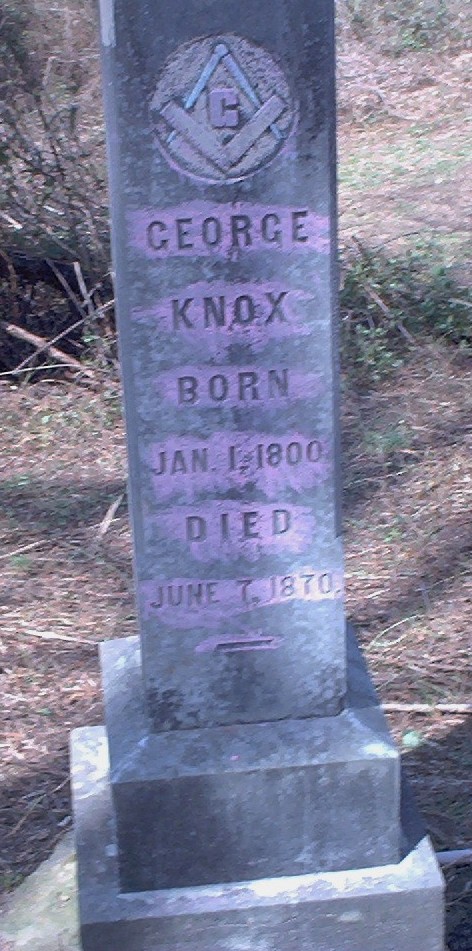 G
GEORGE
KNOX
BORN
JAN. 1, 1800
DIED
JUNE 7, 1870.